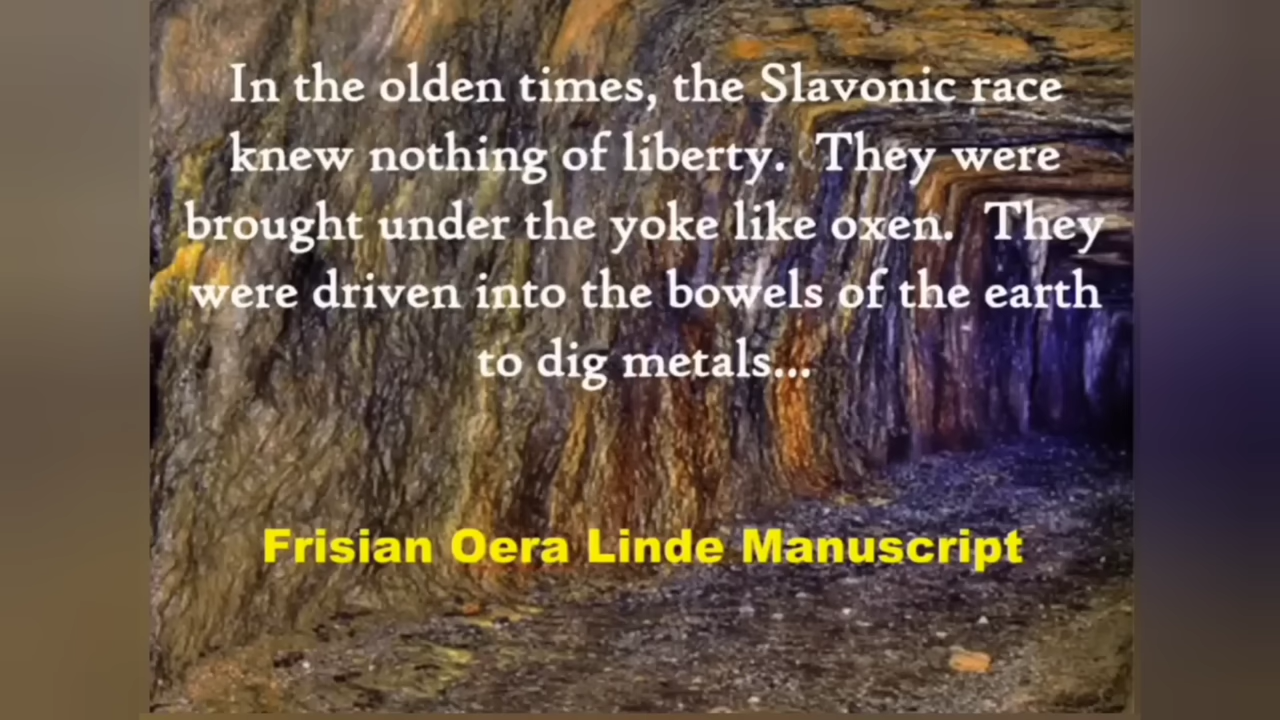 In the olden times, the Slavonic race
knew nothing of liberty. They were
brought under the yoke like oxen. They
were driven into the bowels of the earth
to dig metals...
Frisian Oera Linde Manuscript